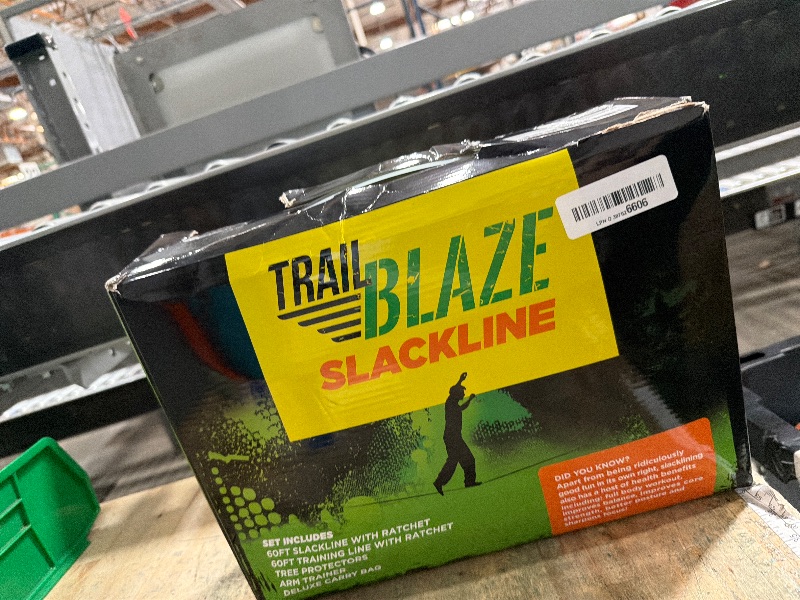 TRAIL
BLAZE
SLACKLINE
6606
SET INCLUDES
60FT SLACKLINE WITH RATCHET
60FT TRAINING LINE WITH RATCHET
TREE PROTECTORS
ARM TRAINER
DELUXE CARRY BAG
DID YOU KNOW?
Apart from being ridiculously
good fun in its own right, slacklining
also has a host of health benefits
including: full body workout,
improves balance, improves core
strength, better posture and
sharpens